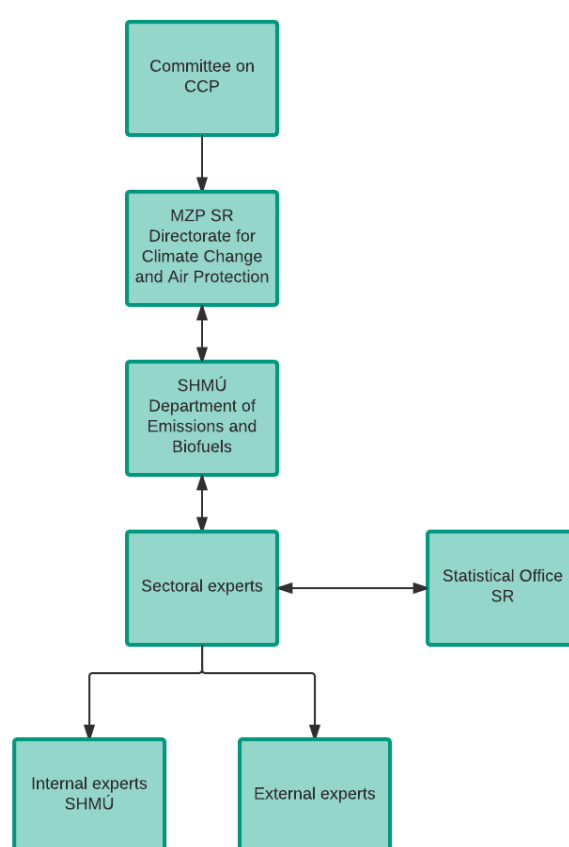 Committee on
CCP
MZP SR
Directorate for
Climate Change
and Air Protection
SHMÚ
Department of
Emissions and
Biofuels
Sectoral experts
Statistical Office
SR
Internal experts
SHMÚ
External experts